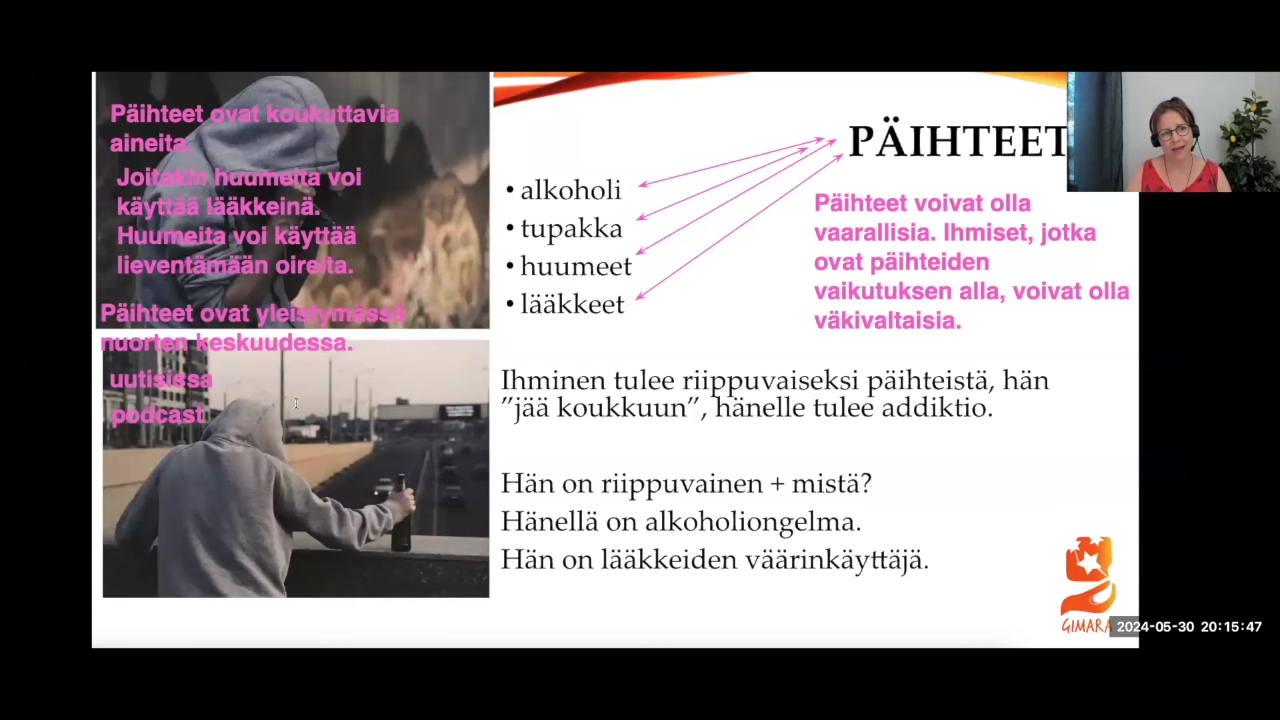 Päihteet ovat koukuttavia
aineita.
Joitakin huumeita voi
käyttää lääkkeinä.
Huumeita voi käyttää
lieventämään oireita.
Päihteet ovat yleistymässä
nuorten keskuudessa.
uutisissa
podcast
PÄIHTEET
• alkoholi
• tupakka
• huumeet
• lääkkeet
Päihteet voivat olla
vaarallisia. Ihmiset, jotka
ovat päihteiden
vaikutuksen alla, voivat olla
väkivaltaisia.
Ihminen tulee riippuvaiseksi päihteistä, hän
”jää koukkuun”, hänelle tulee addiktio.
Hän on riippuvainen + mistä?
Hänellä on alkoholiongelma.
Hän on lääkkeiden väärinkäyttäjä.
GIMARA
2024-05-30 20:15:47